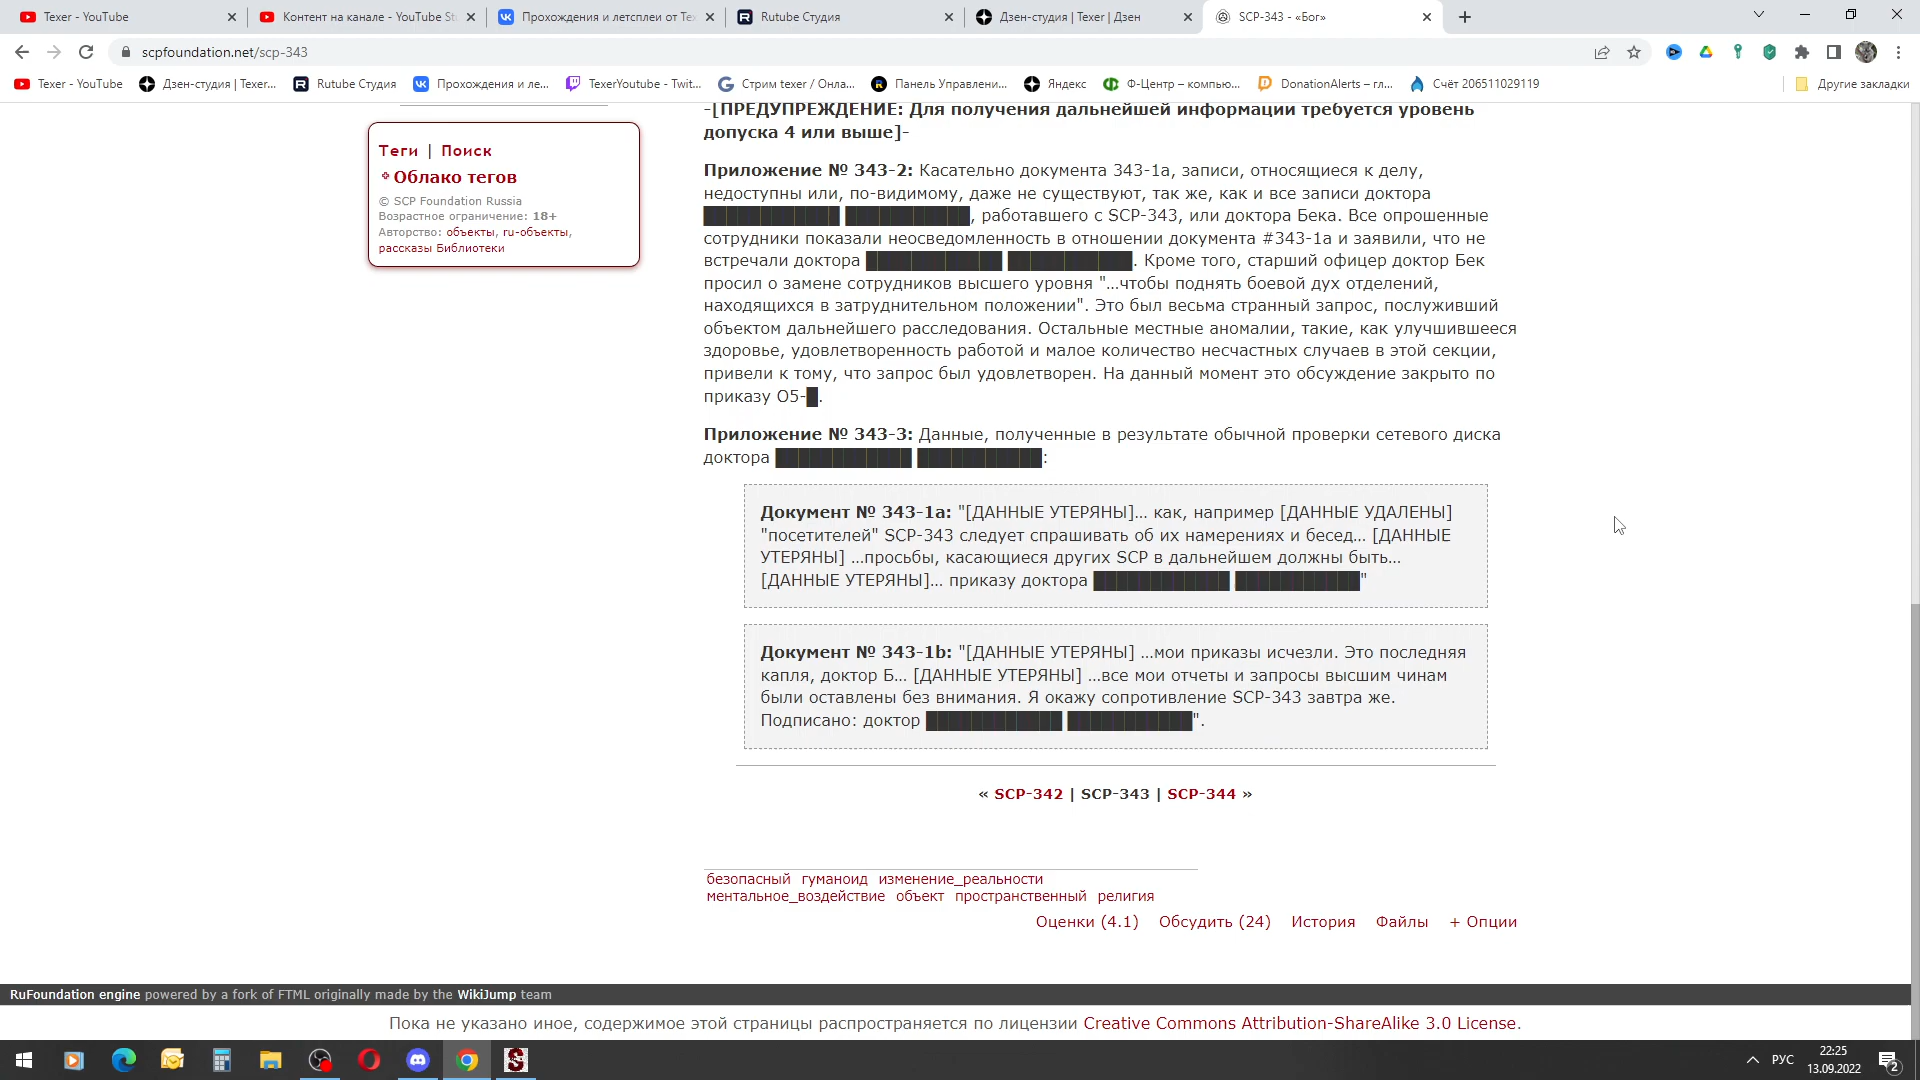 Texer - YouTube
Контент на канале - YouTube St
Прохождения и летсплеи от Te
Rutube Студия
Дзен-студия | Texer | Дзен
SCP-343 - «Бог»
scpfoundation.net/scp-343
Texer - YouTube
Дзен-студия | Texer...
Rutube Студия
Прохождения и ле...
TexerYoutube - Twit...
Стрим texer / Онла...
Панель Управлени...
Яндекс
Ф-Центр – компью...
DonationAlerts – гл...
Счёт 206511029119
Другие закладки
Теги | Поиск
Облако тегов
© SCP Foundation Russia
Возрастное ограничение: 18+
Авторство: объекты, ru-объекты,
рассказы Библиотеки
-[ПРЕДУПРЕЖДЕНИЕ: Для получения дальнейшей информации требуется уровень
допуска 4 или выше]-
Приложение № 343-2: Касательно документа 343-1a, записи, относящиеся к делу,
недоступны или, по-видимому, даже не существуют, так же, как и все записи доктора
████████████ ███████████, работавшего с SCP-343, или доктора Бека. Все опрошенные
сотрудники показали неосведомленность в отношении документа #343-1a и заявили, что не
встречали доктора ████████████ ███████████. Кроме того, старший офицер доктор Бек
просил о замене сотрудников высшего уровня "…чтобы поднять боевой дух отделений,
находящихся в затруднительном положении". Это был весьма странный запрос, послуживший
объектом дальнейшего расследования. Остальные местные аномалии, такие, как улучшившееся
здоровье, удовлетворенность работой и малое количество несчастных случаев в этой секции,
привели к тому, что запрос был удовлетворен. На данный момент это обсуждение закрыто по
приказу О5-█.
Приложение № 343-3: Данные, полученные в результате обычной проверки сетевого диска
доктора ████████████ ███████████:
Документ № 343-1a: "[ДАННЫЕ УТЕРЯНЫ]… как, например [ДАННЫЕ УДАЛЕНЫ]
"посетителей" SCP-343 следует спрашивать об их намерениях и бесед… [ДАННЫЕ
УТЕРЯНЫ] …просьбы, касающиеся других SCP в дальнейшем должны быть…
[ДАННЫЕ УТЕРЯНЫ]… приказу доктора ████████████ ███████████"
Документ № 343-1b: "[ДАННЫЕ УТЕРЯНЫ] …мои приказы исчезли. Это последняя
капля, доктор Б… [ДАННЫЕ УТЕРЯНЫ] …все мои отчеты и запросы высшим чинам
были оставлены без внимания. Я окажу сопротивление SCP-343 завтра же.
Подписано: доктор ████████████ ███████████".
« SCP-342 | SCP-343 | SCP-344 »
безопасный гуманоид изменение_реальности
ментальное_воздействие объект пространственный религия
Оценки (4.1) Обсудить (24) История Файлы + Опции
RuFoundation engine powered by a fork of FTML originally made by the WikiJump team
Пока не указано иное, содержимое этой страницы распространяется по лицензии Creative Commons Attribution-ShareAlike 3.0 License.
РУС
22:25
13.09.2022
2